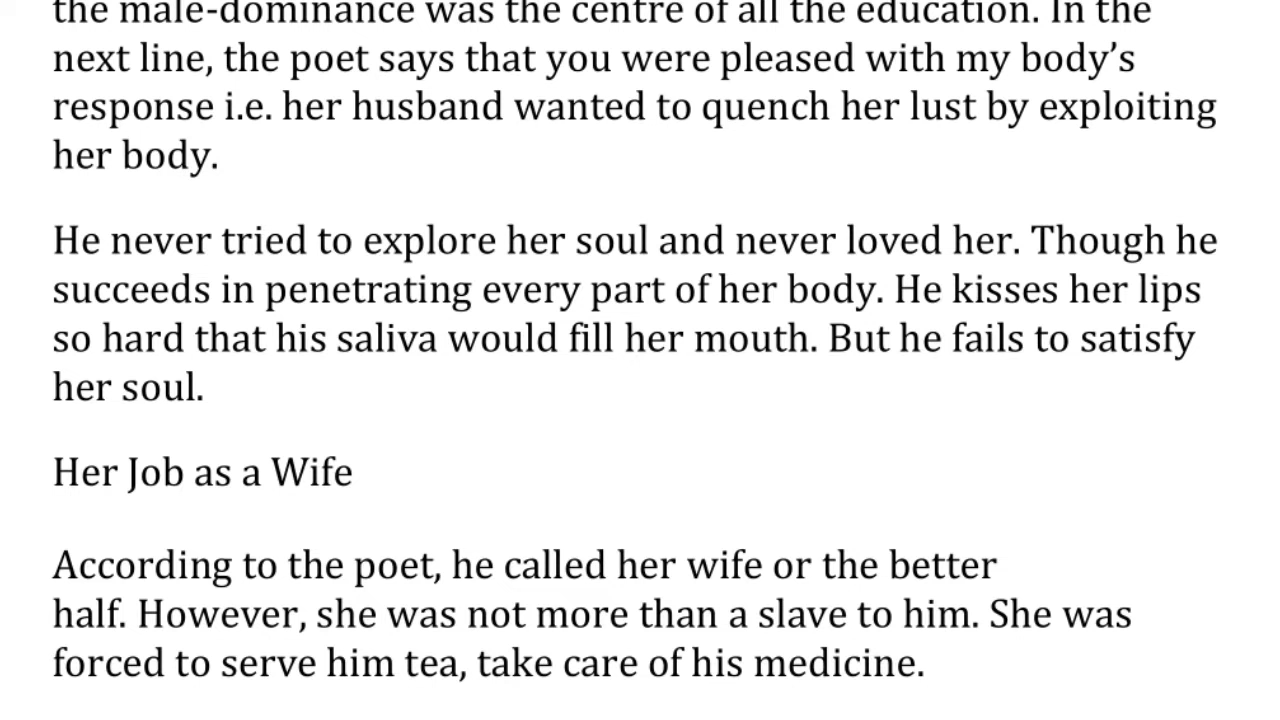 the male-dominance was the centre of all the education. In the
next line, the poet says that you were pleased with my body’s
response i.e. her husband wanted to quench her lust by exploiting
her body.
He never tried to explore her soul and never loved her. Though he
succeeds in penetrating every part of her body. He kisses her lips
so hard that his saliva would fill her mouth. But he fails to satisfy
her soul.
Her Job as a Wife
According to the poet, he called her wife or the better
half. However, she was not more than a slave to him. She was
forced to serve him tea, take care of his medicine.